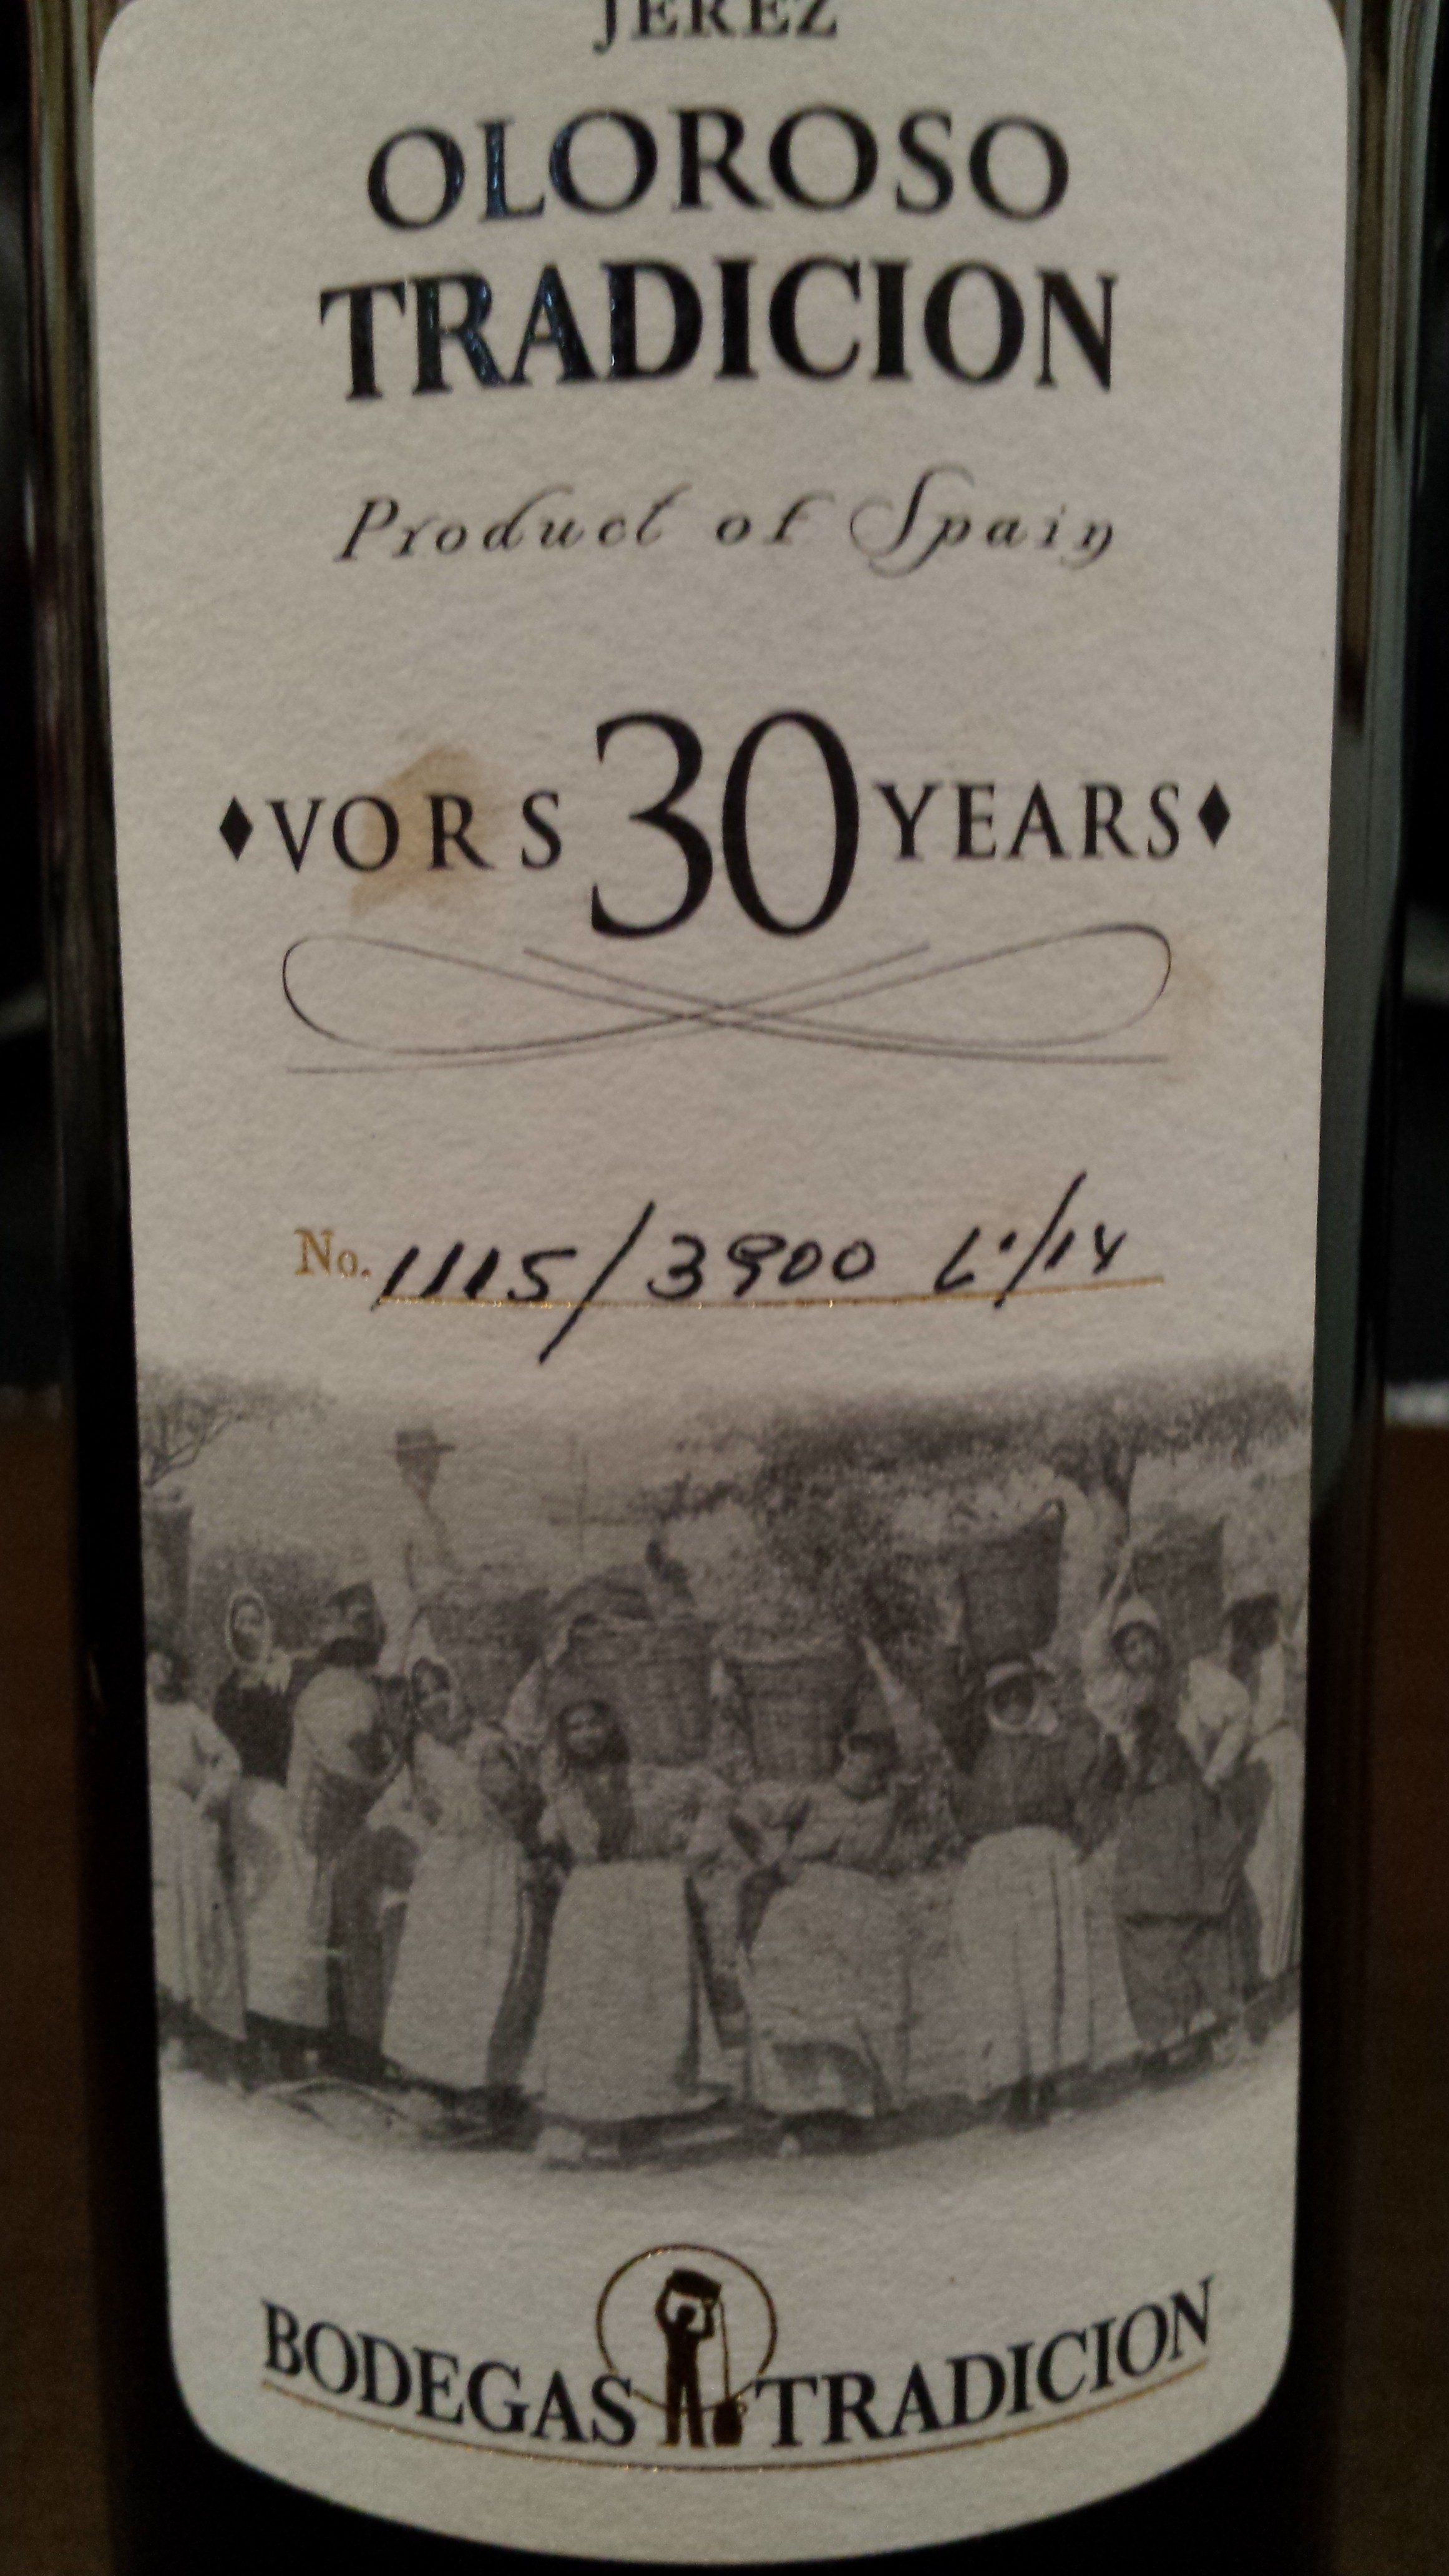 JEREZ
OLOROSO
TRADICION
Product of Spain
♦VORS 30 YEARS♦
No. 1115/3900 L·/14
BODEGAS TRADICION